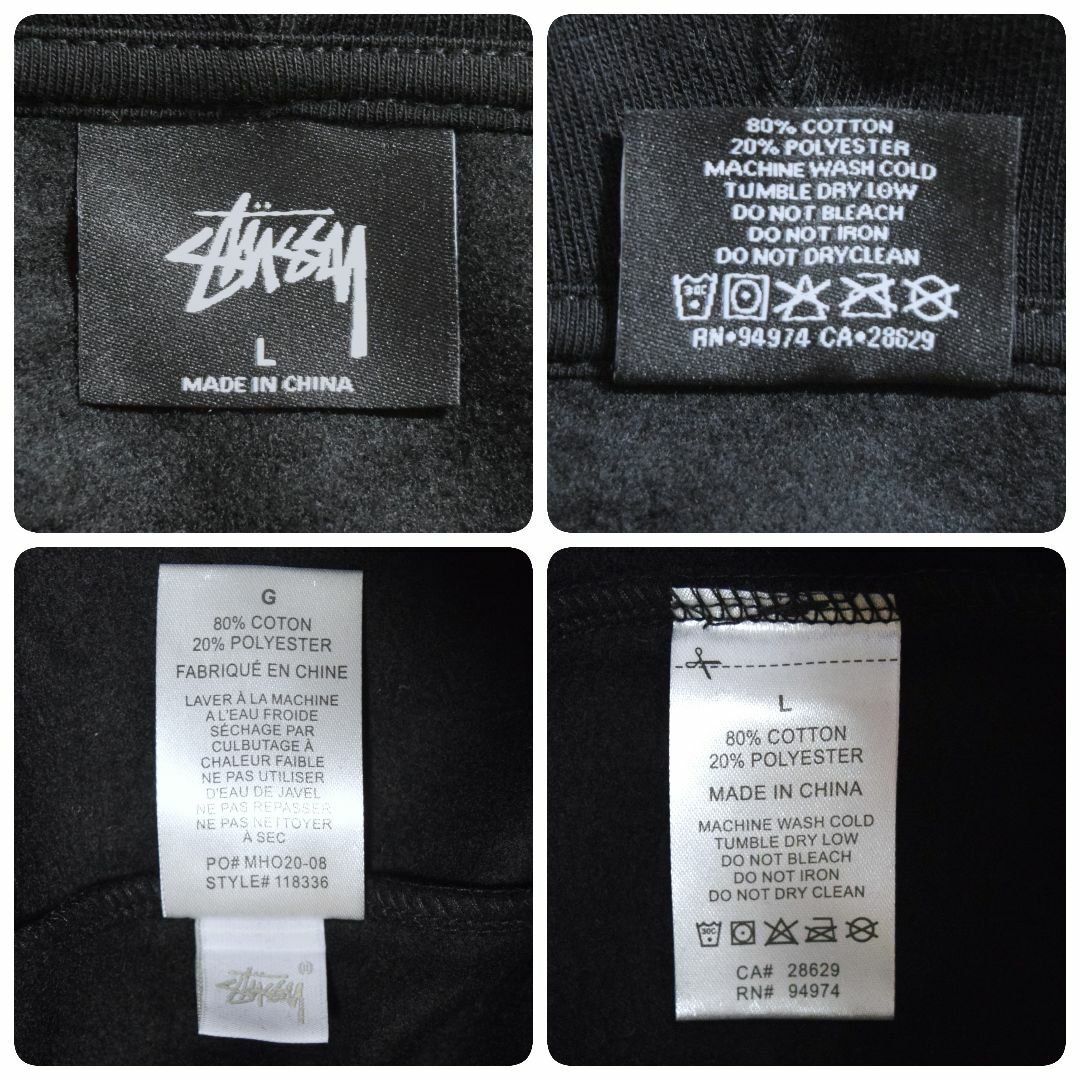 STÜSSY
L
MADE IN CHINA
80% COTTON
20% POLYESTER
MACHINE WASH COLD
TUMBLE DRY LOW
DO NOT BLEACH
DO NOT IRON
DO NOT DRYCLEAN
30C
RN•94974 CA•28629
G
80% COTON
20% POLYESTER
FABRIQUÉ EN CHINE
LAVER À LA MACHINE
A L'EAU FROIDE
SÉCHAGE PAR
CULBUTAGE À
CHALEUR FAIBLE
NE PAS UTILISER
D'EAU DE JAVEL
NE PAS REPASSER
NE PAS NETTOYER
À SEC
PO# MHO20-08
STYLE# 118336
STÜSSY
L
80% COTTON
20% POLYESTER
MADE IN CHINA
MACHINE WASH COLD
TUMBLE DRY LOW
DO NOT BLEACH
DO NOT IRON
DO NOT DRY CLEAN
30C
CA# 28629
RN# 94974